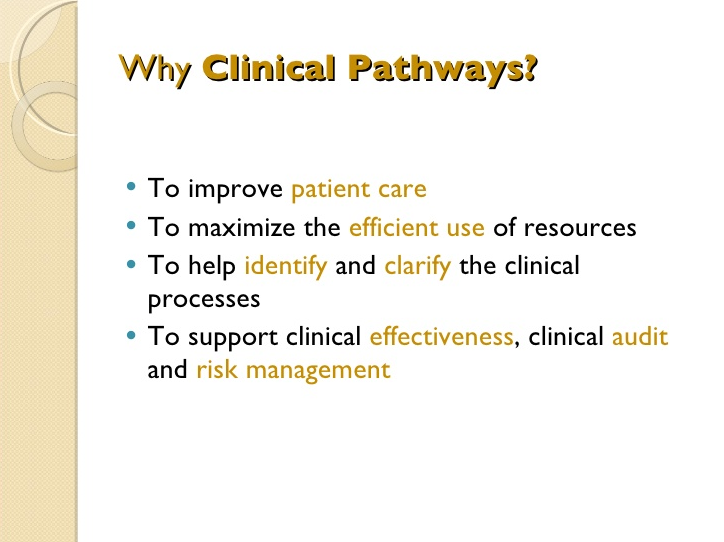 Why Clinical Pathways?
• To improve patient care
• To maximize the efficient use of resources
• To help identify and clarify the clinical
processes
• To support clinical effectiveness, clinical audit
and risk management